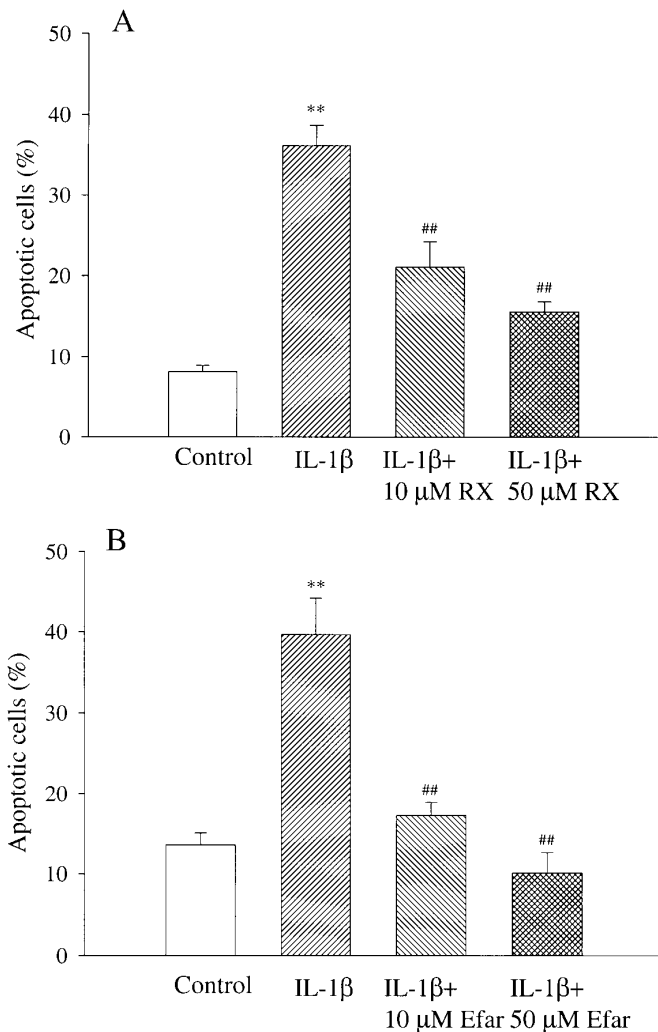 A
50
40
30
20
10
0
Apoptotic cells (%)
**
##
##
Control
IL-1β
IL-1β+
10 μM RX
IL-1β+
50 μM RX
B
50
40
30
20
10
0
Apoptotic cells (%)
**
##
##
Control
IL-1β
IL-1β+
10 μM Efar
IL-1β+
50 μM Efar